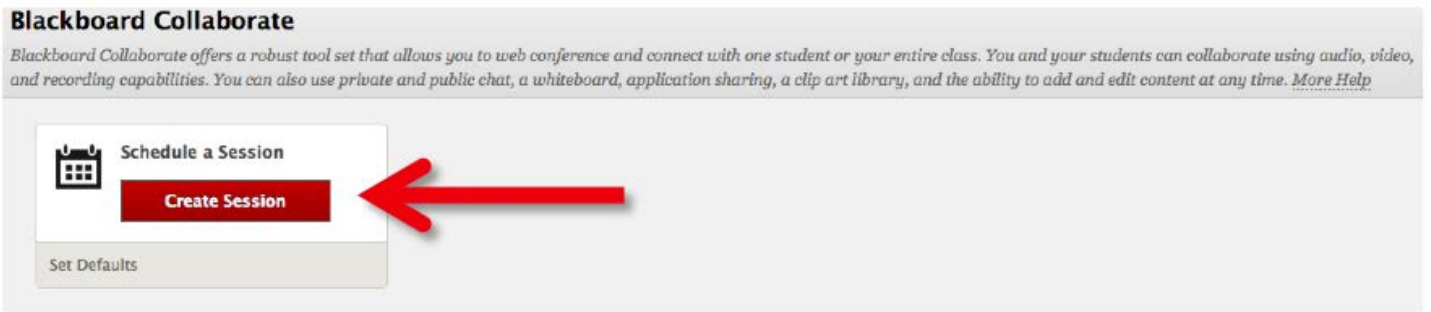 Blackboard Collaborate
Blackboard Collaborate offers a robust tool set that allows you to web conference and connect with one student or your entire class. You and your students can collaborate using audio, video,
and recording capabilities. You can also use private and public chat, a whiteboard, application sharing, a clip art library, and the ability to add and edit content at any time. More Help
Schedule a Session
Create Session
Set Defaults